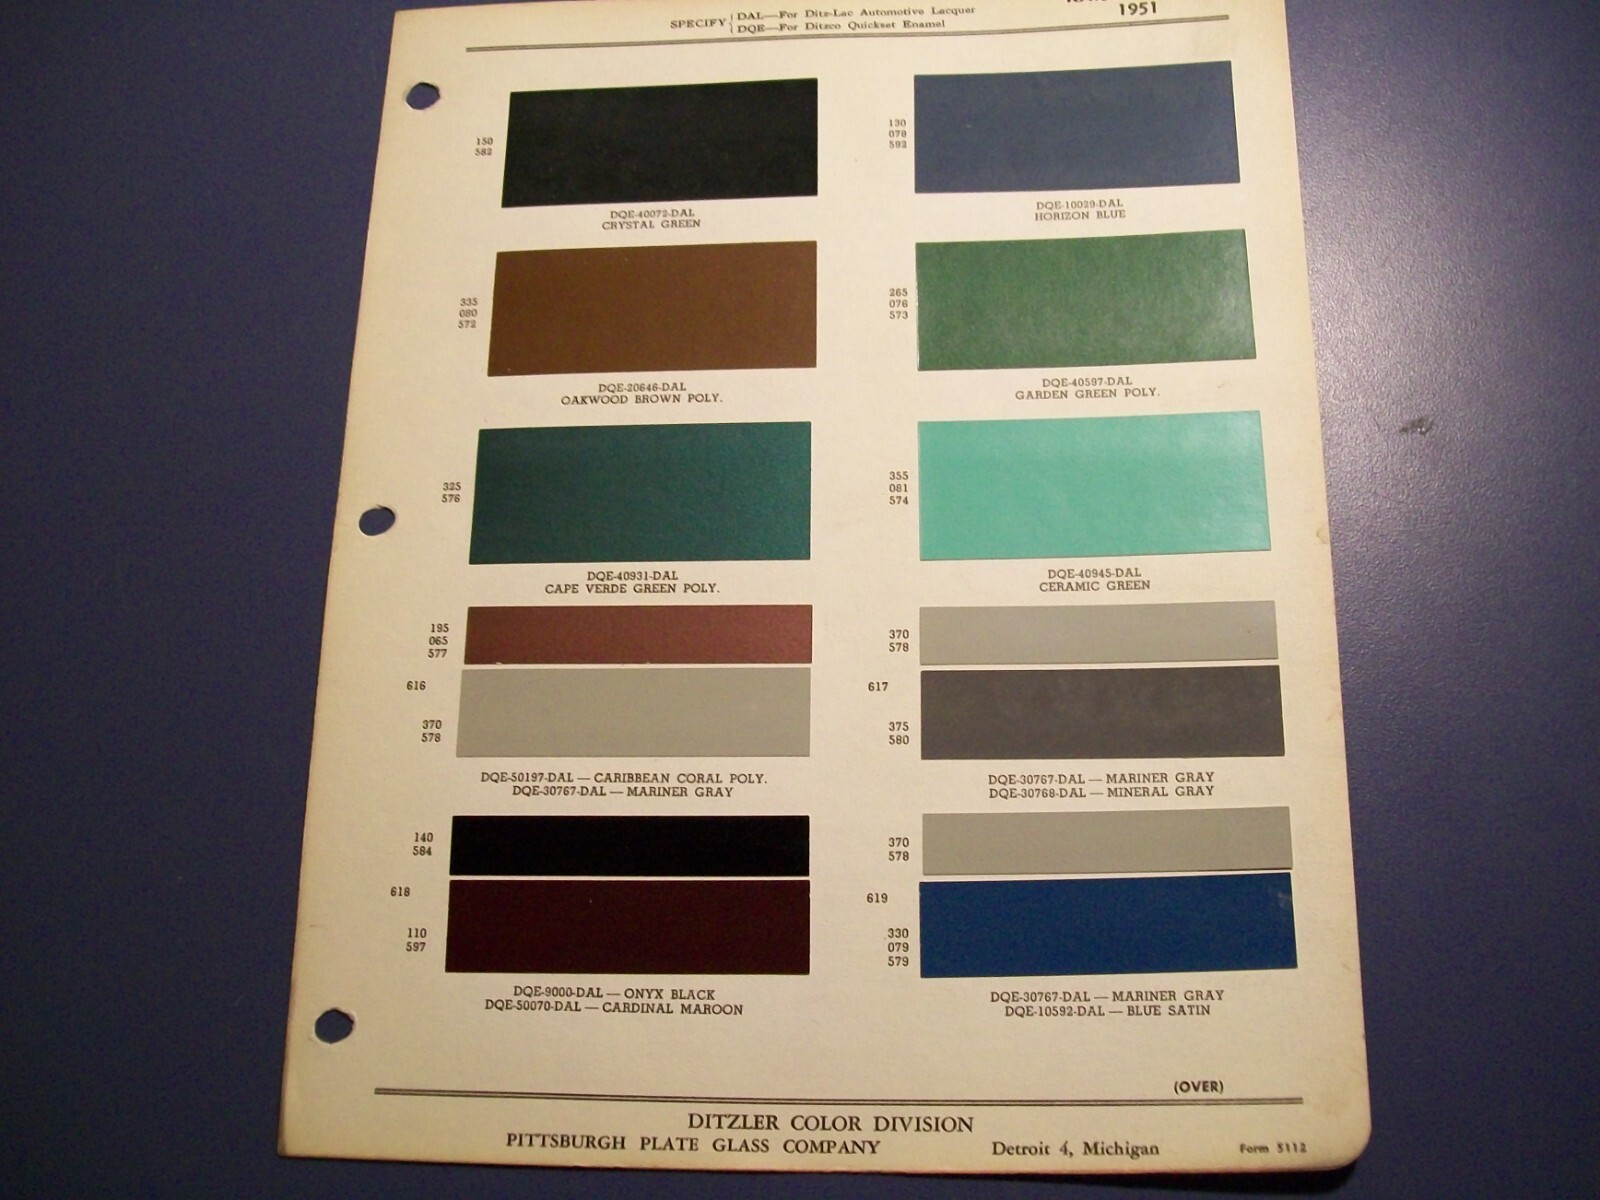 SPECIFY { DAL—For Ditz-Lac Automotive Lacquer
DQE—For Ditzco Quickset Enamel
1951
150
582
DQE-40072-DAL
CRYSTAL GREEN
130
078
592
DQE-10029-DAL
HORIZON BLUE
335
080
572
DQE-20646-DAL
OAKWOOD BROWN POLY.
265
076
573
DQE-40597-DAL
GARDEN GREEN POLY.
325
576
DQE-40931-DAL
CAPE VERDE GREEN POLY.
355
081
574
DQE-40945-DAL
CERAMIC GREEN
195
065
577
616
370
578
DQE-50197-DAL — CARIBBEAN CORAL POLY.
DQE-30767-DAL — MARINER GRAY
370
578
617
375
580
DQE-30767-DAL — MARINER GRAY
DQE-30768-DAL — MINERAL GRAY
140
584
618
110
597
DQE-9000-DAL — ONYX BLACK
DQE-50070-DAL — CARDINAL MAROON
370
578
619
330
079
579
DQE-30767-DAL — MARINER GRAY
DQE-10592-DAL — BLUE SATIN
(OVER)
DITZLER COLOR DIVISION
PITTSBURGH PLATE GLASS COMPANY Detroit 4, Michigan Form 5112